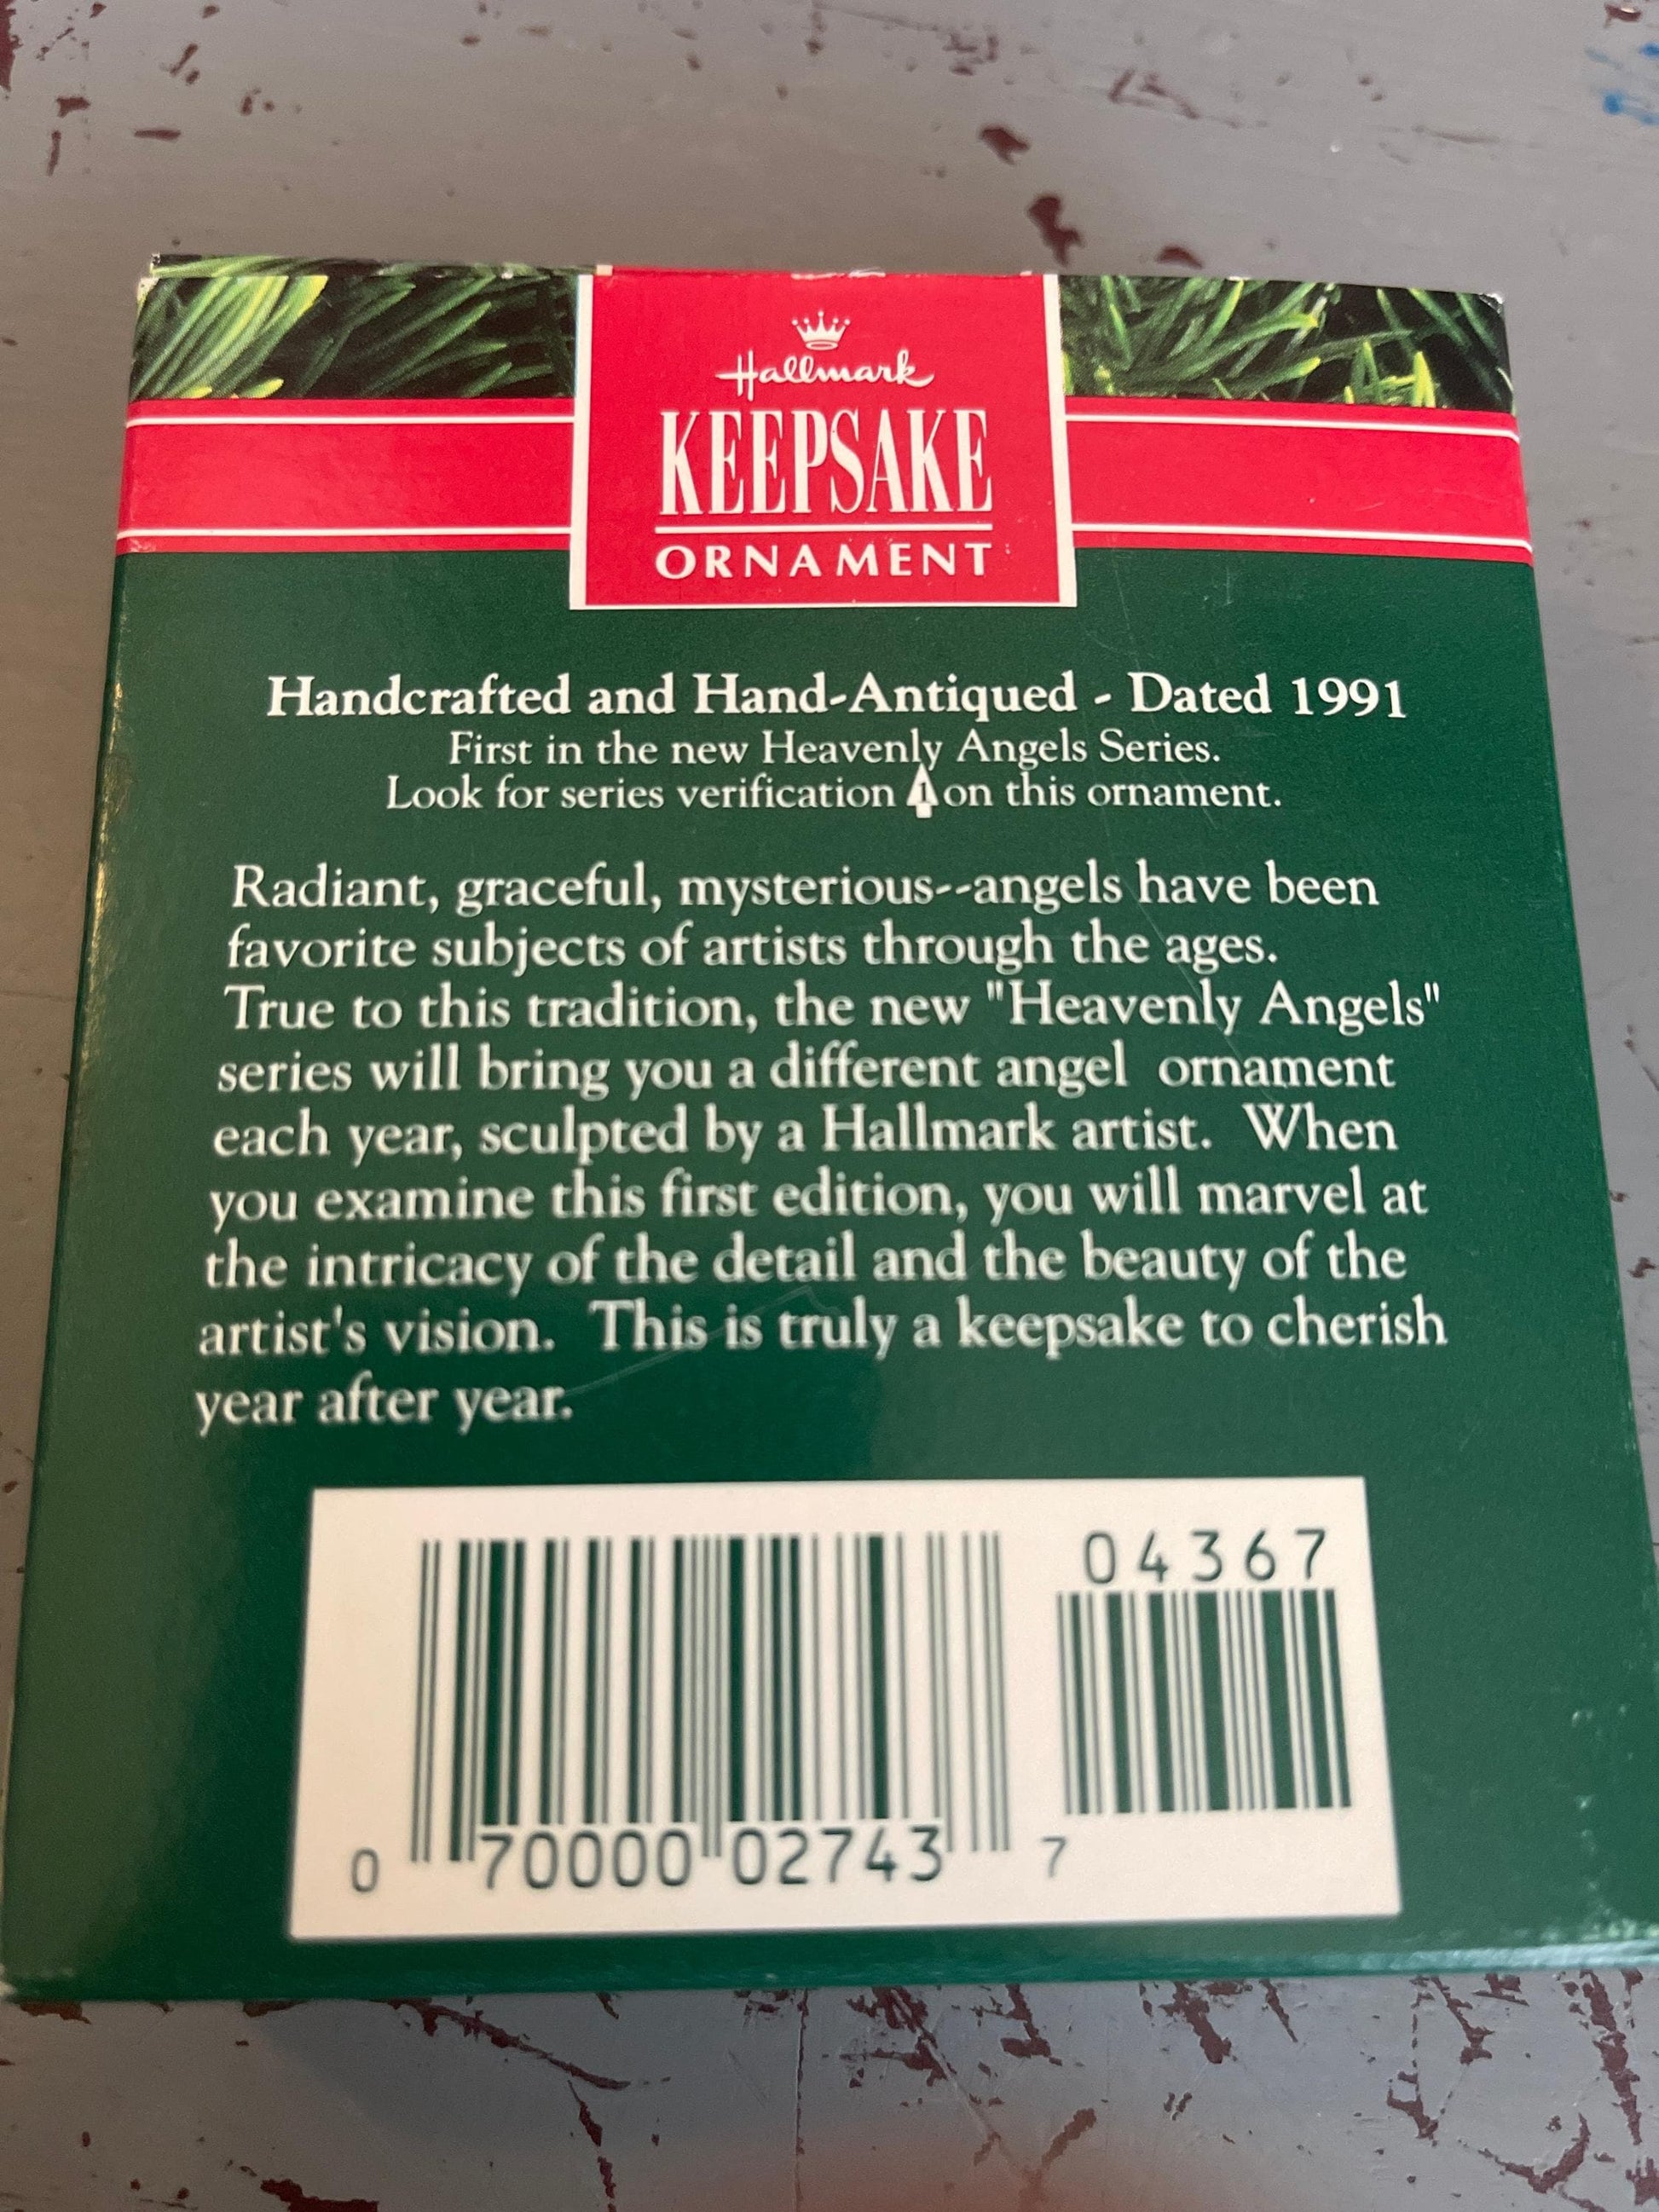 Hallmark
KEEPSAKE
ORNAMENT
Handcrafted and Hand-Antiqued - Dated 1991
First in the new Heavenly Angels Series.
Look for series verification 1 on this ornament.
Radiant, graceful, mysterious--angels have been
favorite subjects of artists through the ages.
True to this tradition, the new "Heavenly Angels"
series will bring you a different angel ornament
each year, sculpted by a Hallmark artist. When
you examine this first edition, you will marvel at
the intricacy of the detail and the beauty of the
artist's vision. This is truly a keepsake to cherish
year after year.
04367
0 70000 02743 7